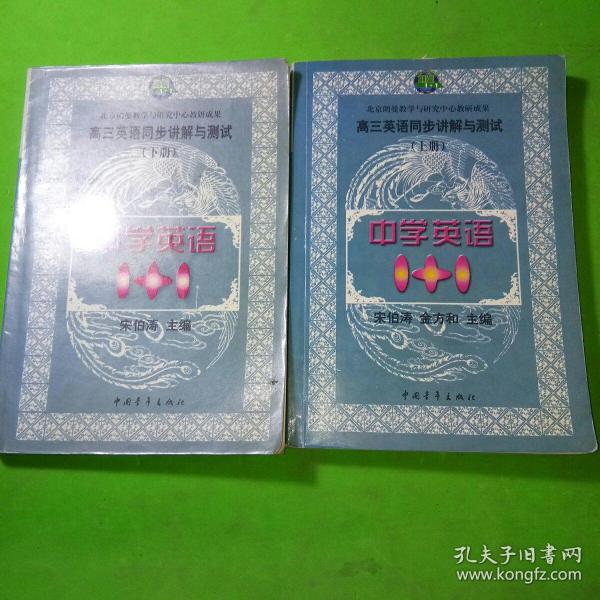 北京朗曼教学与研究中心教研成果
高三英语同步讲解与测试
(下册)
中学英语
1+1
宋伯涛 主编
中国青年出版社
北京朗曼教学与研究中心教研成果
高三英语同步讲解与测试
(上册)
中学英语
1+1
宋伯涛 金方和 主编
中国青年出版社
孔夫子旧书网
www.kongfz.com